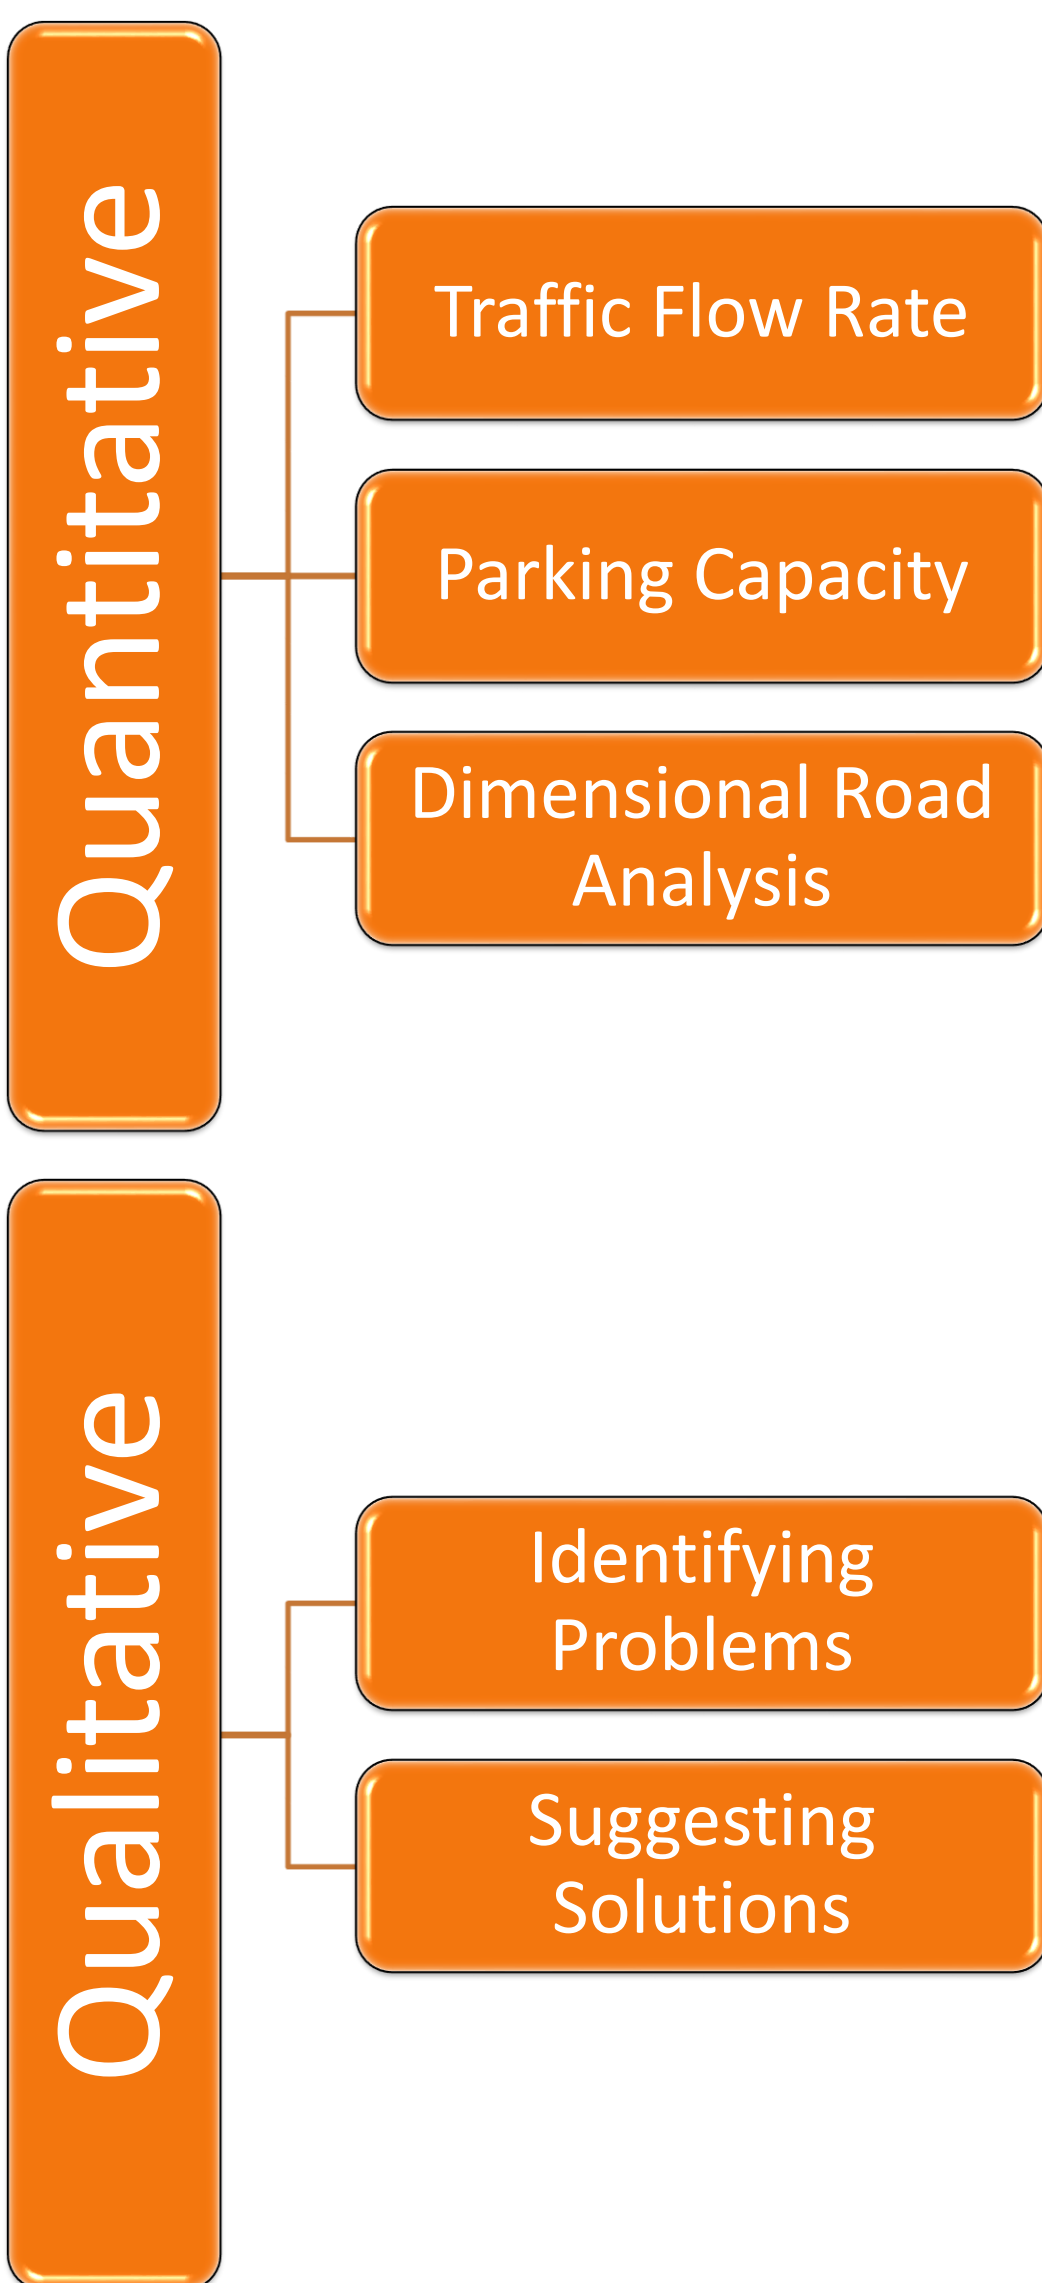 Quantitative
Traffic Flow Rate
Parking Capacity
Dimensional Road
Analysis
Qualitative
Identifying
Problems
Suggesting
Solutions